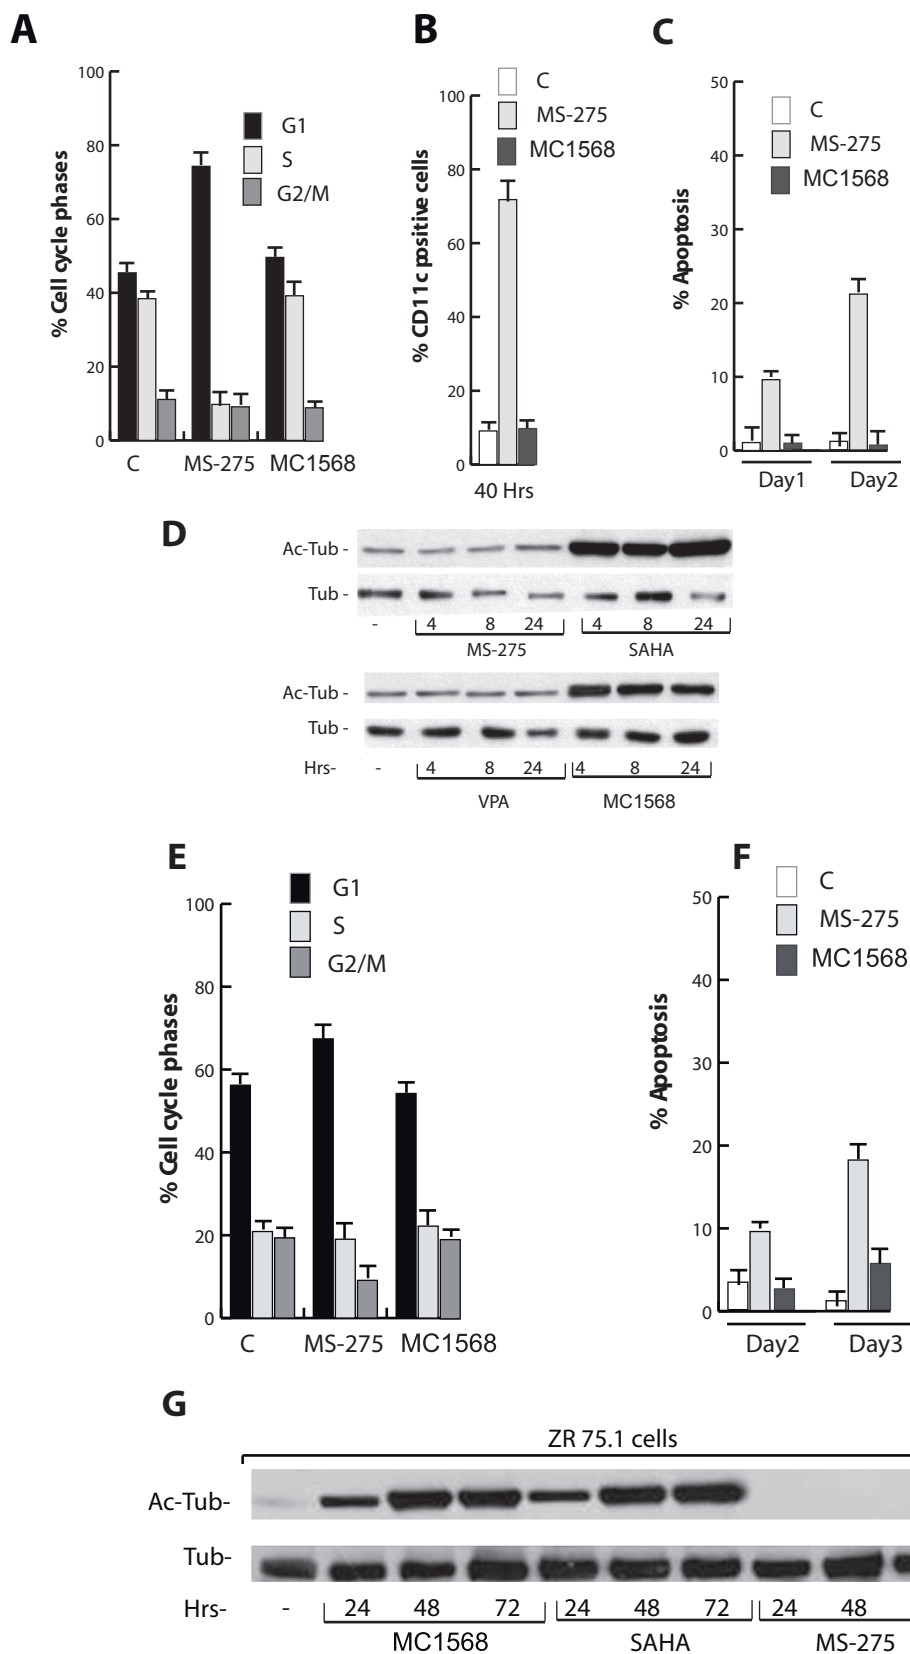 A
% Cell cycle phases
100
80
60
40
20
0
G1
S
G2/M
C MS-275 MC1568
B
% CD11c positive cells
100
80
60
40
20
0
C
MS-275
MC1568
40 Hrs
C
% Apoptosis
50
40
30
20
10
0
C
MS-275
MC1568
Day1 Day2
D
Ac-Tub -
Tub -
- 4 8 24 4 8 24
MS-275 SAHA
Ac-Tub -
Tub -
Hrs- - 4 8 24 4 8 24
VPA MC1568
E
% Cell cycle phases
100
80
60
40
20
0
G1
S
G2/M
C MS-275 MC1568
F
% Apoptosis
50
40
30
20
10
0
C
MS-275
MC1568
Day2 Day3
G
ZR 75.1 cells
Ac-Tub-
Tub-
Hrs- - 24 48 72 24 48 72 24 48
MC1568 SAHA MS-275